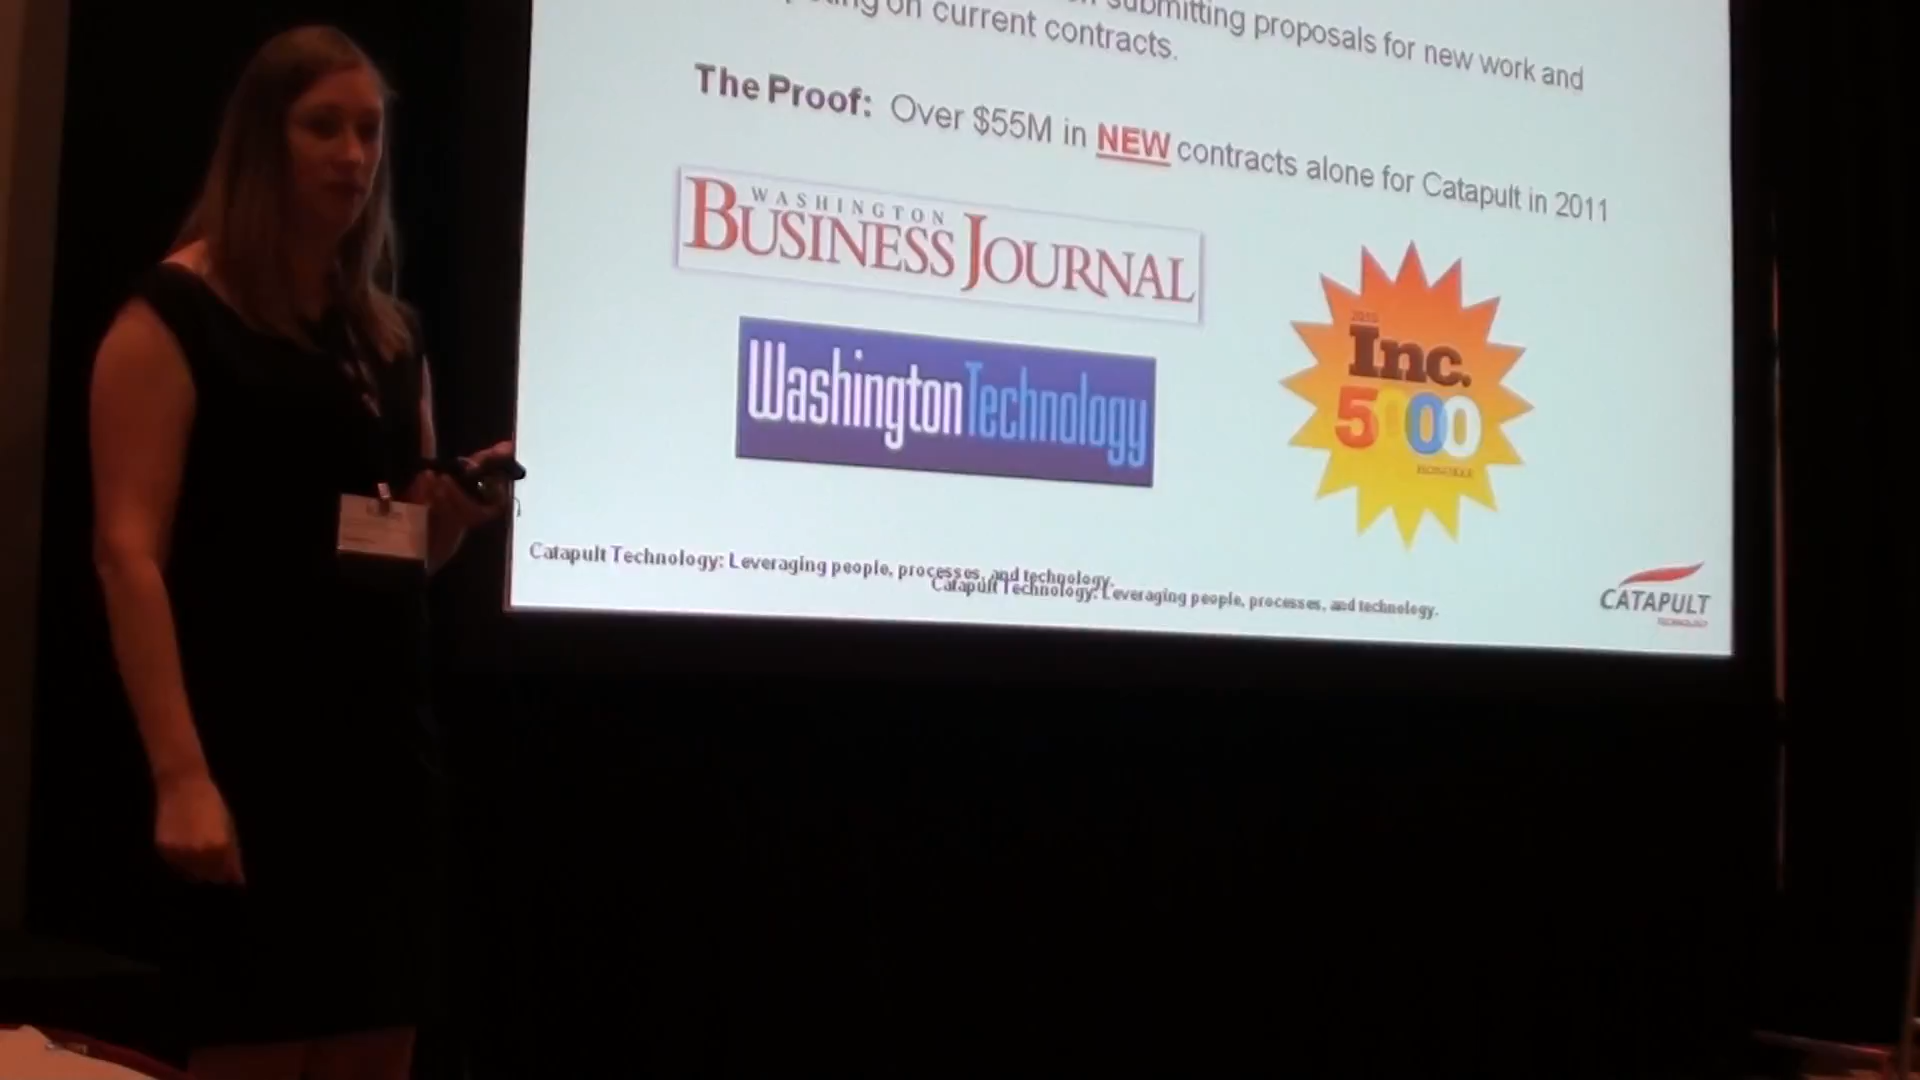 submitting proposals for new work and
on current contracts.
The Proof: Over $55M in NEW contracts alone for Catapult in 2011
WASHINGTON
BUSINESS JOURNAL
WashingtonTechnology
Inc.
5000
Catapult Technology: Leveraging people, processes, and technology.
Catapult Technology: Leveraging people, processes, and technology.
CATAPULT
TECHNOLOGY